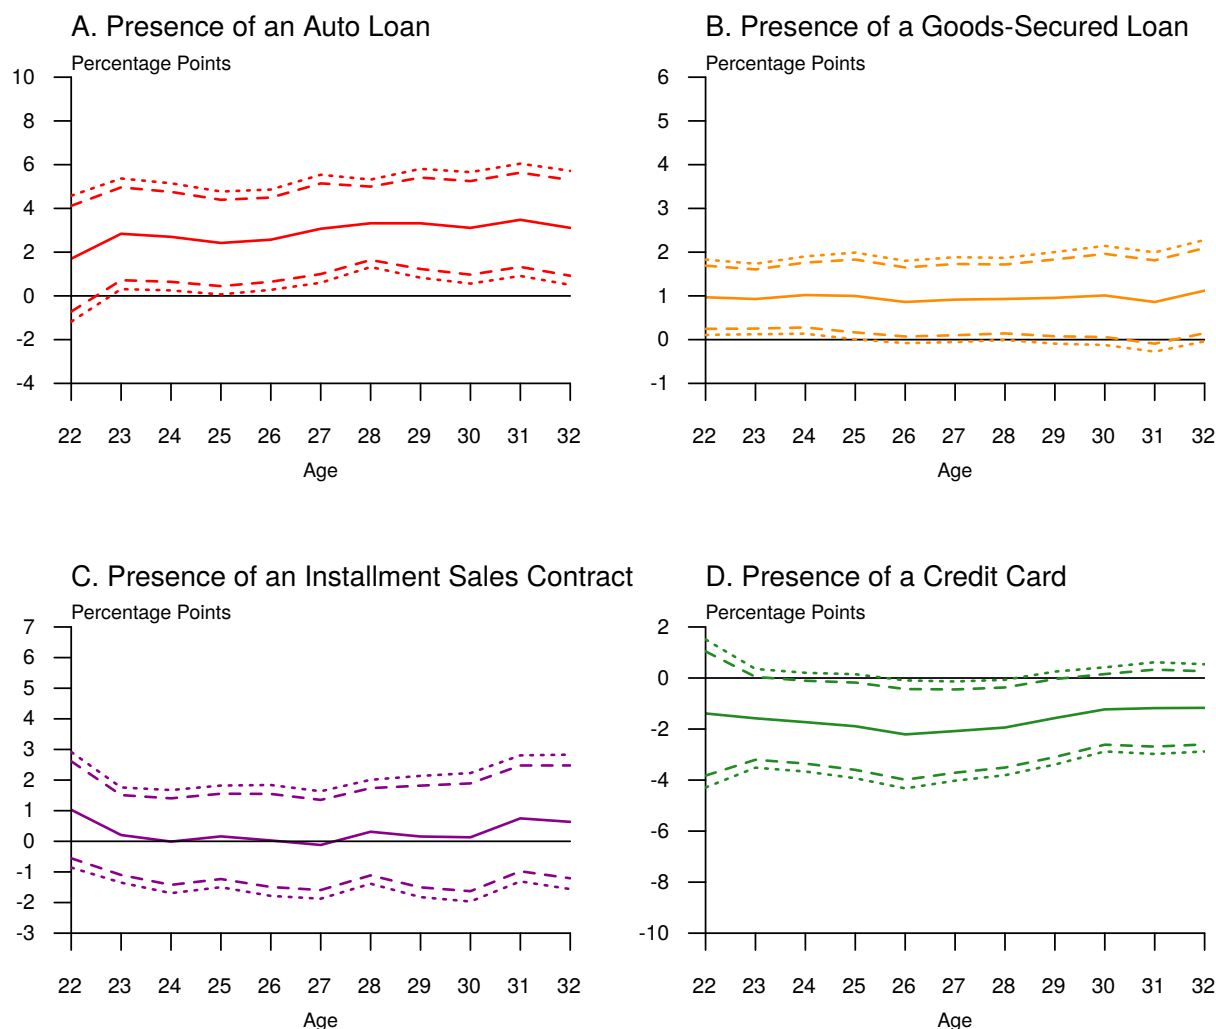 A. Presence of an Auto Loan
Percentage Points
10
8
6
4
2
0
-2
-4
22 23 24 25 26 27 28 29 30 31 32
Age
B. Presence of a Goods-Secured Loan
Percentage Points
6
5
4
3
2
1
0
-1
22 23 24 25 26 27 28 29 30 31 32
Age
C. Presence of an Installment Sales Contract
Percentage Points
7
6
5
4
3
2
1
0
-1
-2
-3
22 23 24 25 26 27 28 29 30 31 32
Age
D. Presence of a Credit Card
Percentage Points
2
0
-2
-4
-6
-8
-10
22 23 24 25 26 27 28 29 30 31 32
Age